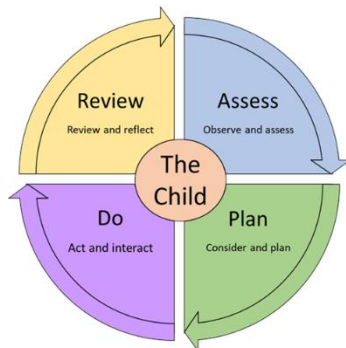 Review
Review and reflect
Assess
Observe and assess
The
Child
Do
Act and interact
Plan
Consider and plan